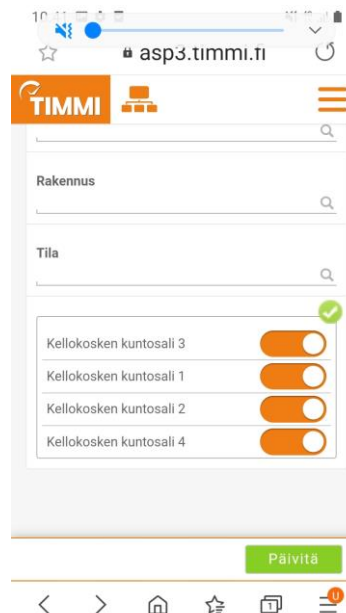 asp3.timmi.fi
TIMMI
Rakennus
Tila
Kellokosken kuntosali 3
Kellokosken kuntosali 1
Kellokosken kuntosali 2
Kellokosken kuntosali 4
Päivitä
1
U